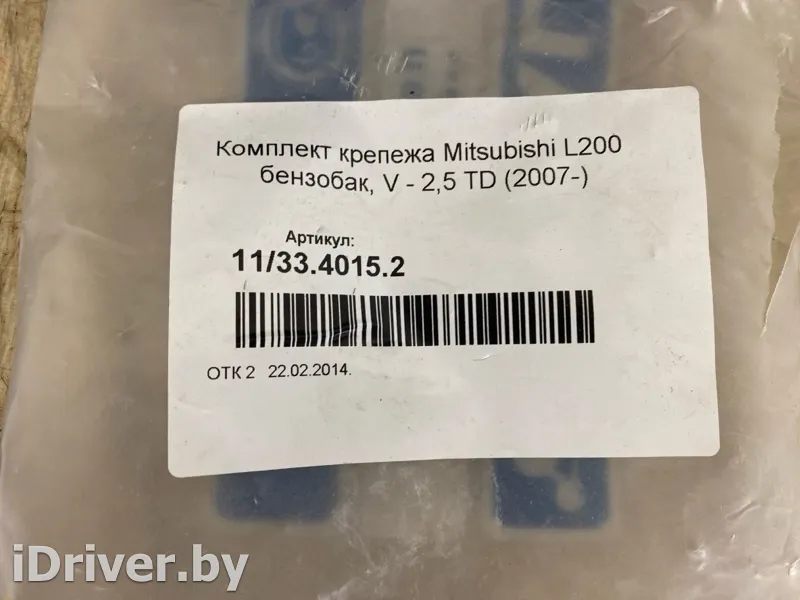 Комплект крепежа Mitsubishi L200
бензобак, V - 2,5 TD (2007-)
Артикул:
11/33.4015.2
ОТК 2 22.02.2014.
iDriver.by